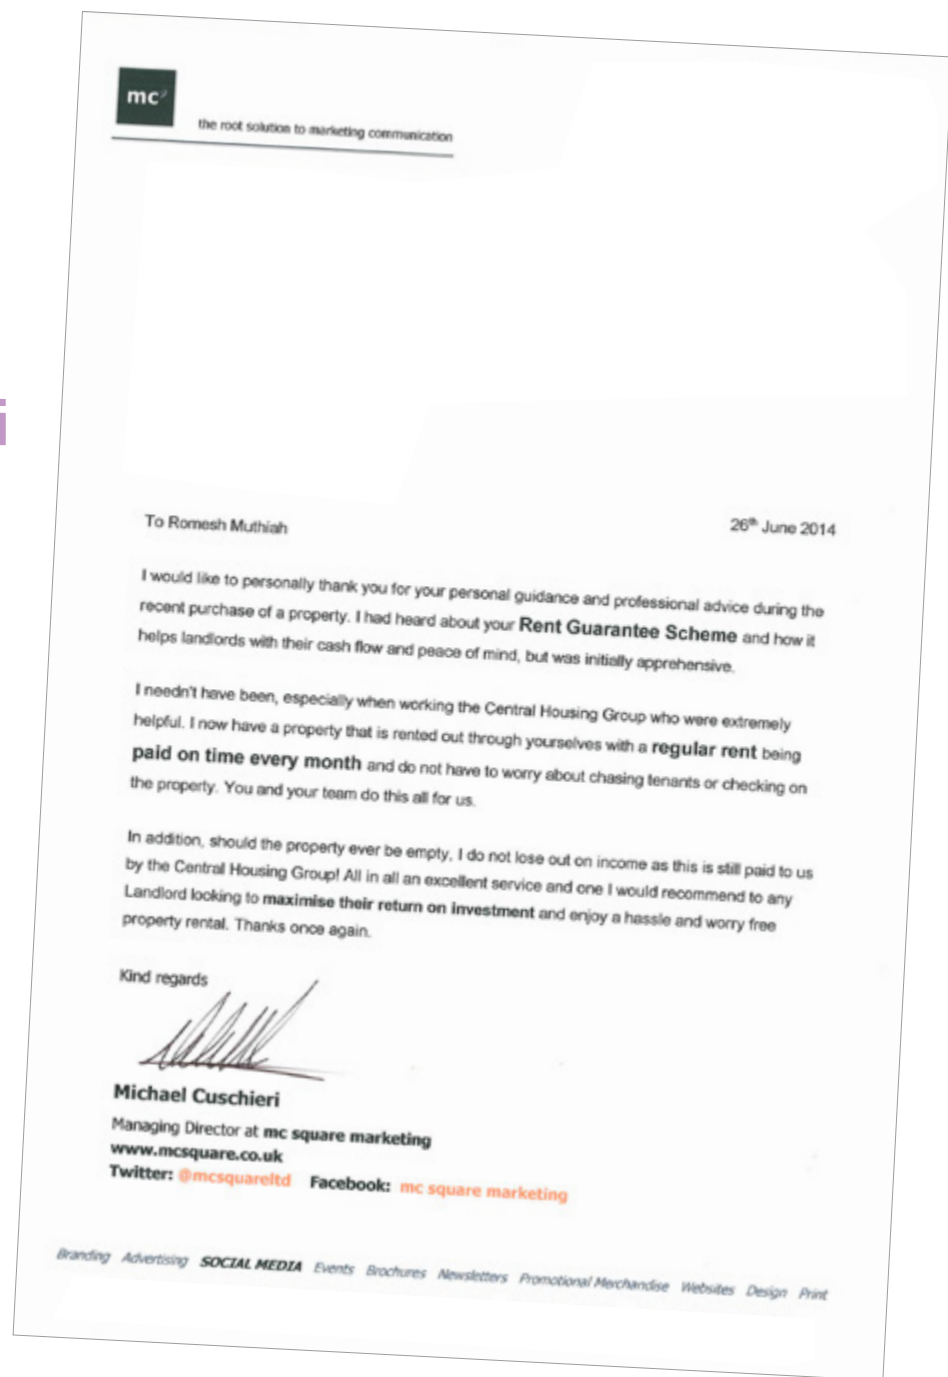 mc²
the root solution to marketing communication
i
To Romesh Muthiah
26th June 2014
I would like to personally thank you for your personal guidance and professional advice during the
recent purchase of a property. I had heard about your Rent Guarantee Scheme and how it
helps landlords with their cash flow and peace of mind, but was initially apprehensive.
I needn't have been, especially when working the Central Housing Group who were extremely
helpful. I now have a property that is rented out through yourselves with a regular rent being
paid on time every month and do not have to worry about chasing tenants or checking on
the property. You and your team do this all for us.
In addition, should the property ever be empty, I do not lose out on income as this is still paid to us
by the Central Housing Group! All in all an excellent service and one I would recommend to any
Landlord looking to maximise their return on investment and enjoy a hassle and worry free
property rental. Thanks once again.
Kind regards
Michael Cuschieri
Managing Director at mc square marketing
www.mcsquare.co.uk
Twitter: @mcsquareltd Facebook: mc square marketing
Branding Advertising SOCIAL MEDIA Events Brochures Newsletters Promotional Merchandise Websites Design Print